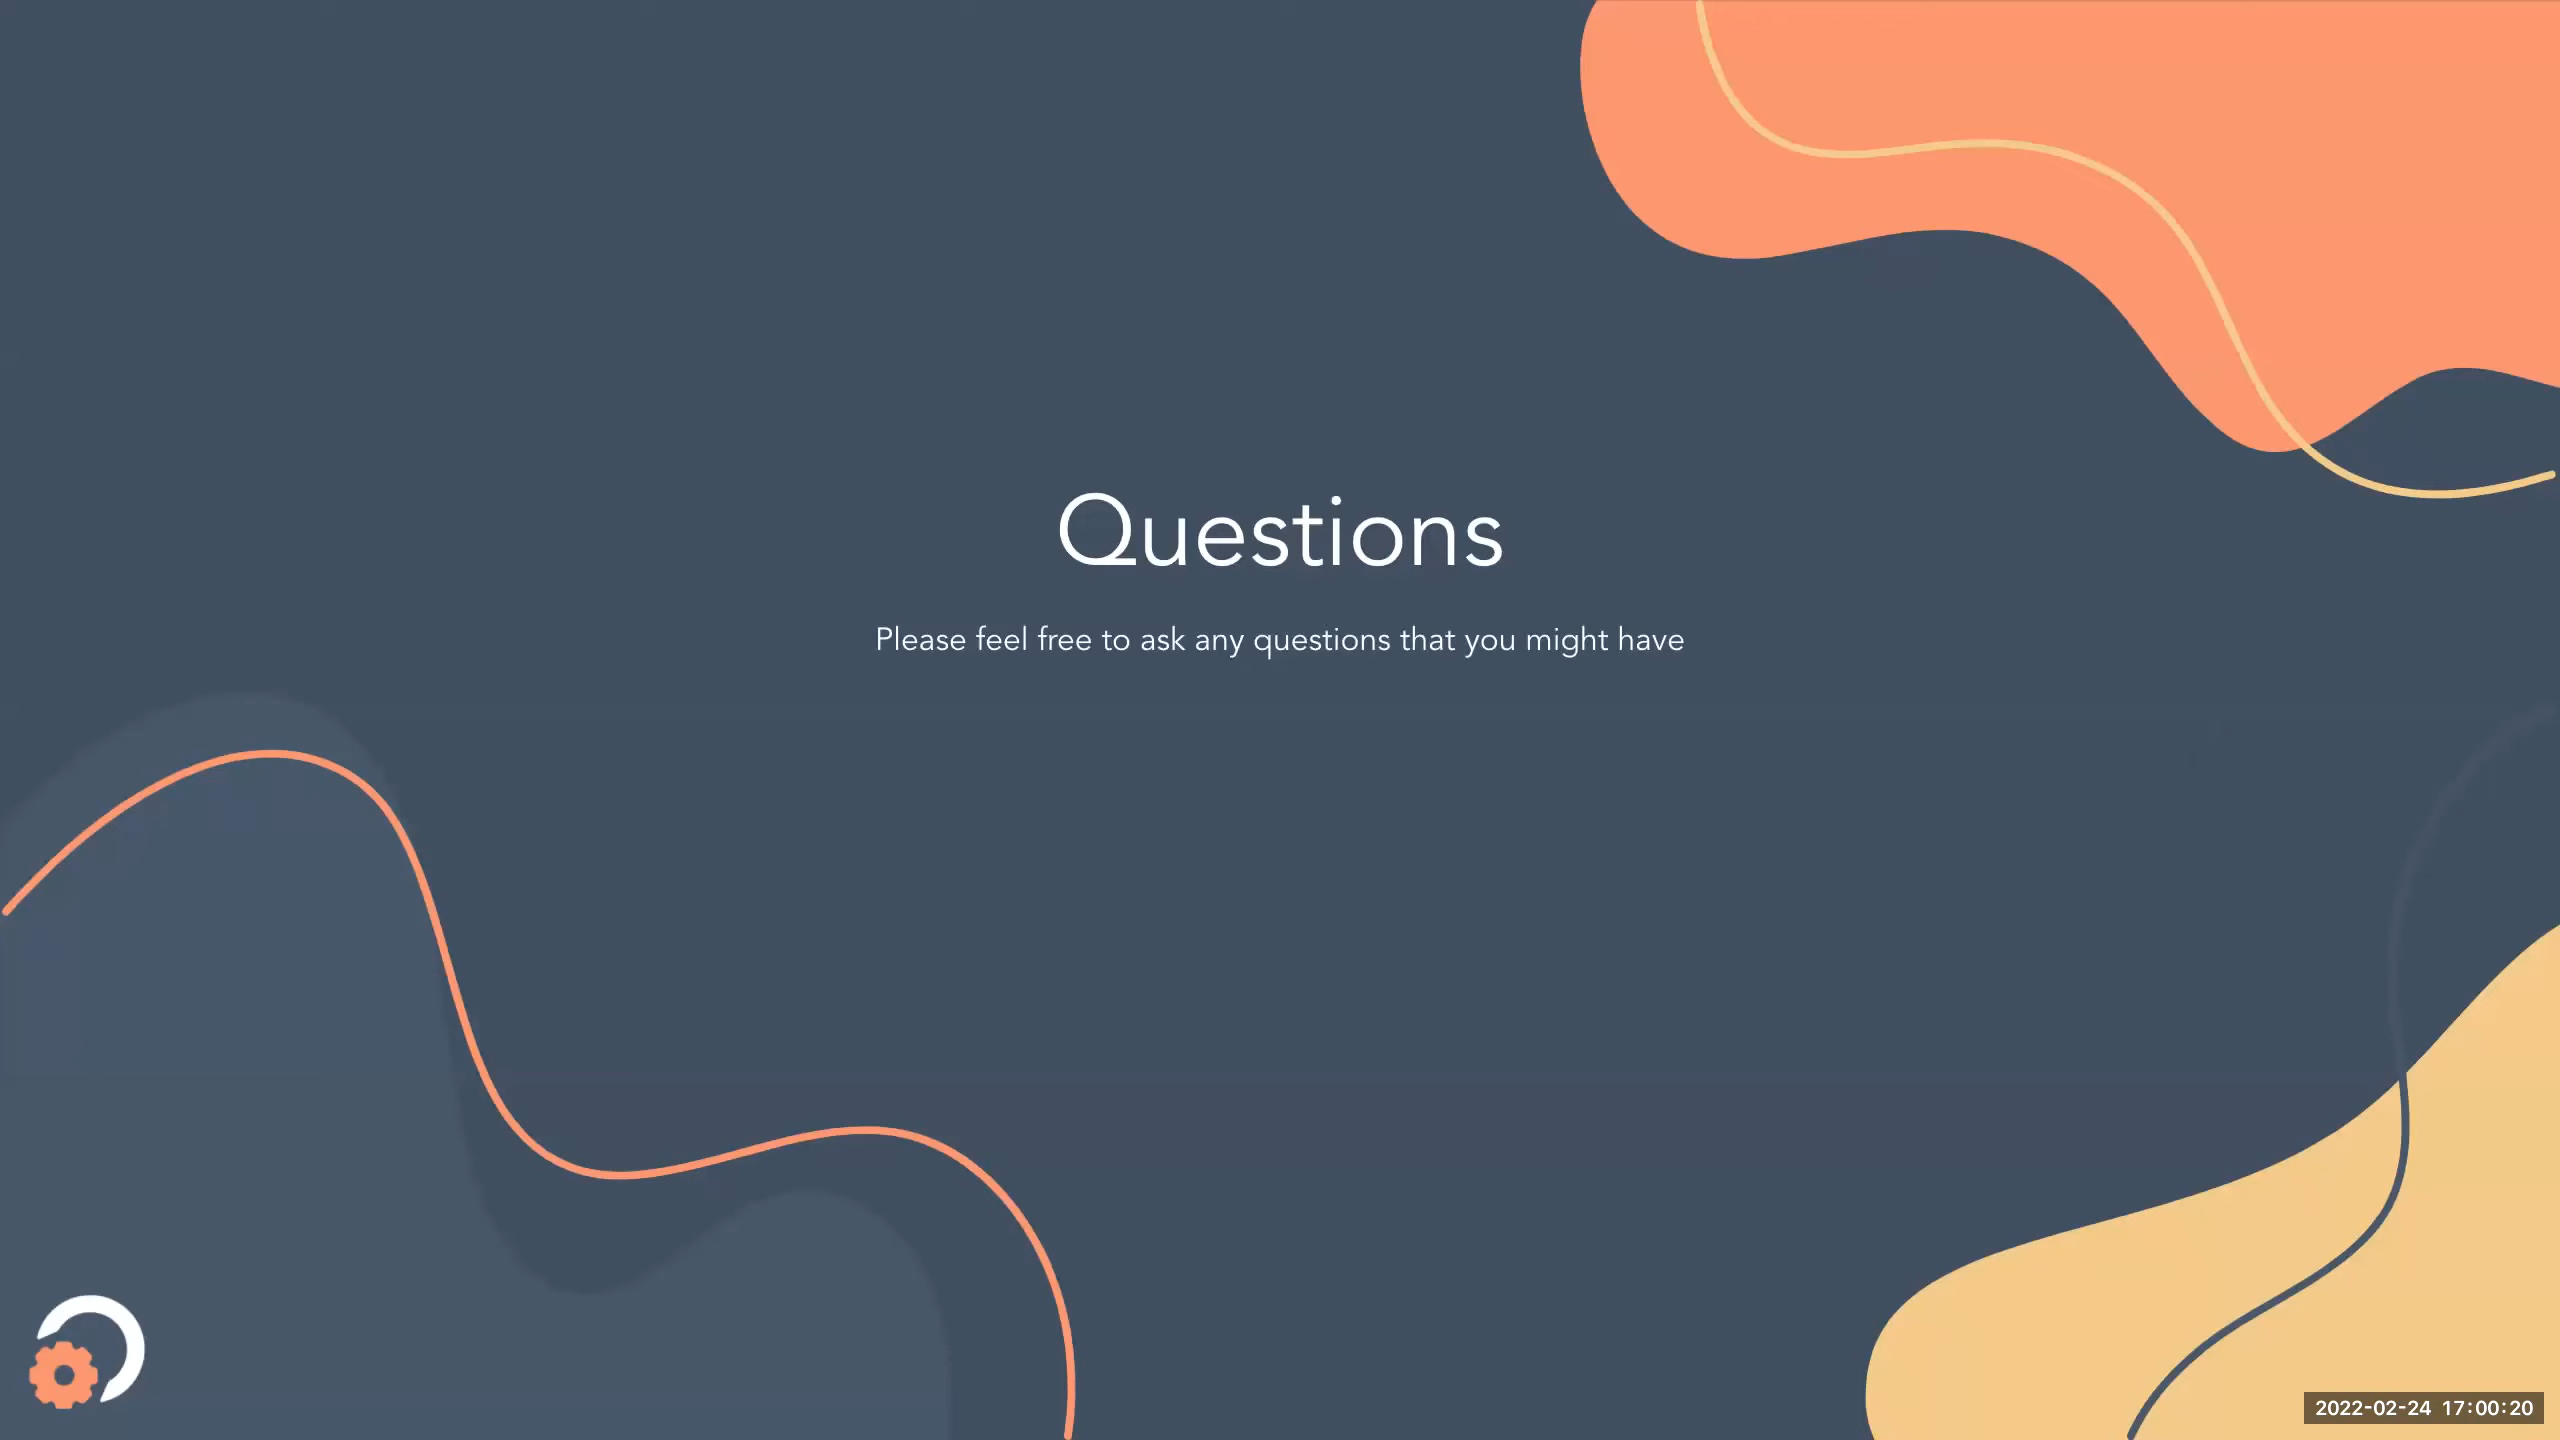 Questions
Please feel free to ask any questions that you might have
2022-02-24 17:00:20